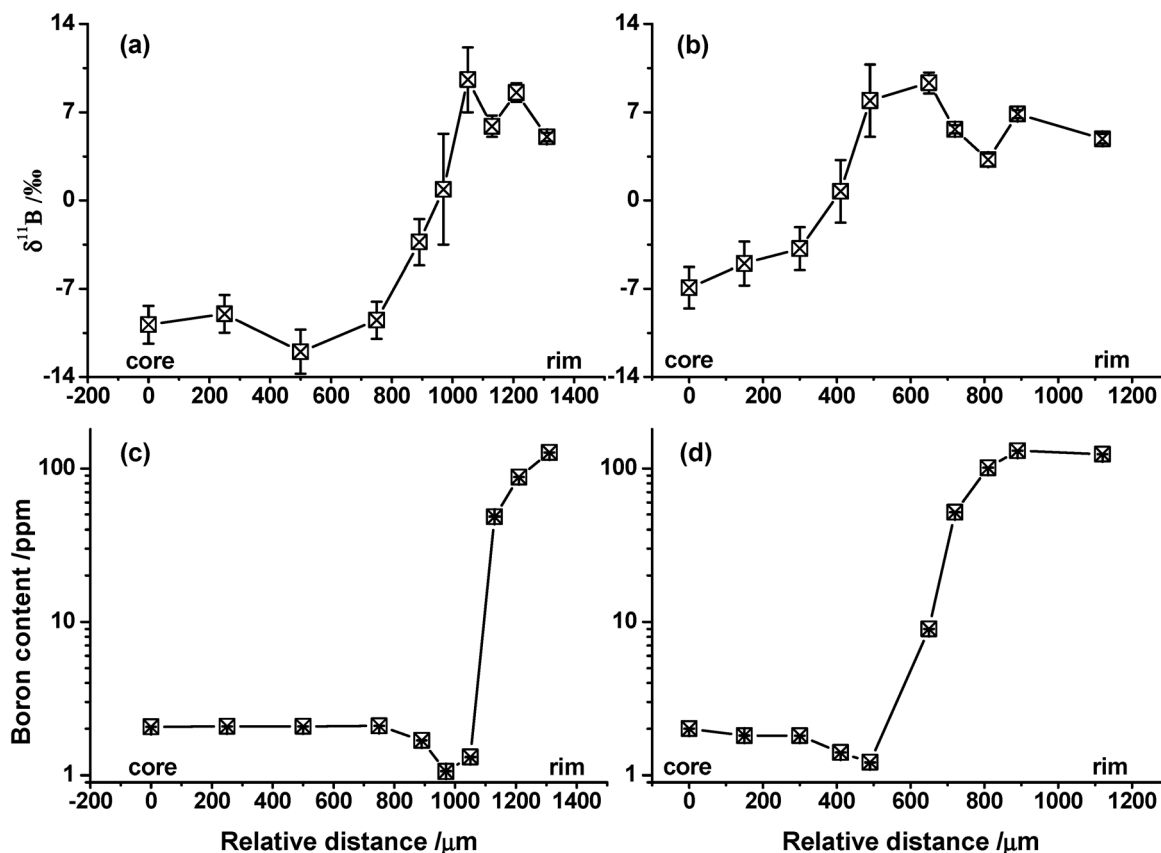 (a)
14
7
0
-7
-14
δ¹¹B /‰
core
rim
-200 0 200 400 600 800 1000 1200 1400
(b)
14
7
0
-7
-14
core
rim
0 200 400 600 800 1000 1200
(c)
100
10
1
Boron content /ppm
core
rim
-200 0 200 400 600 800 1000 1200 1400
Relative distance /μm
(d)
100
10
1
core
rim
0 200 400 600 800 1000 1200
Relative distance /μm